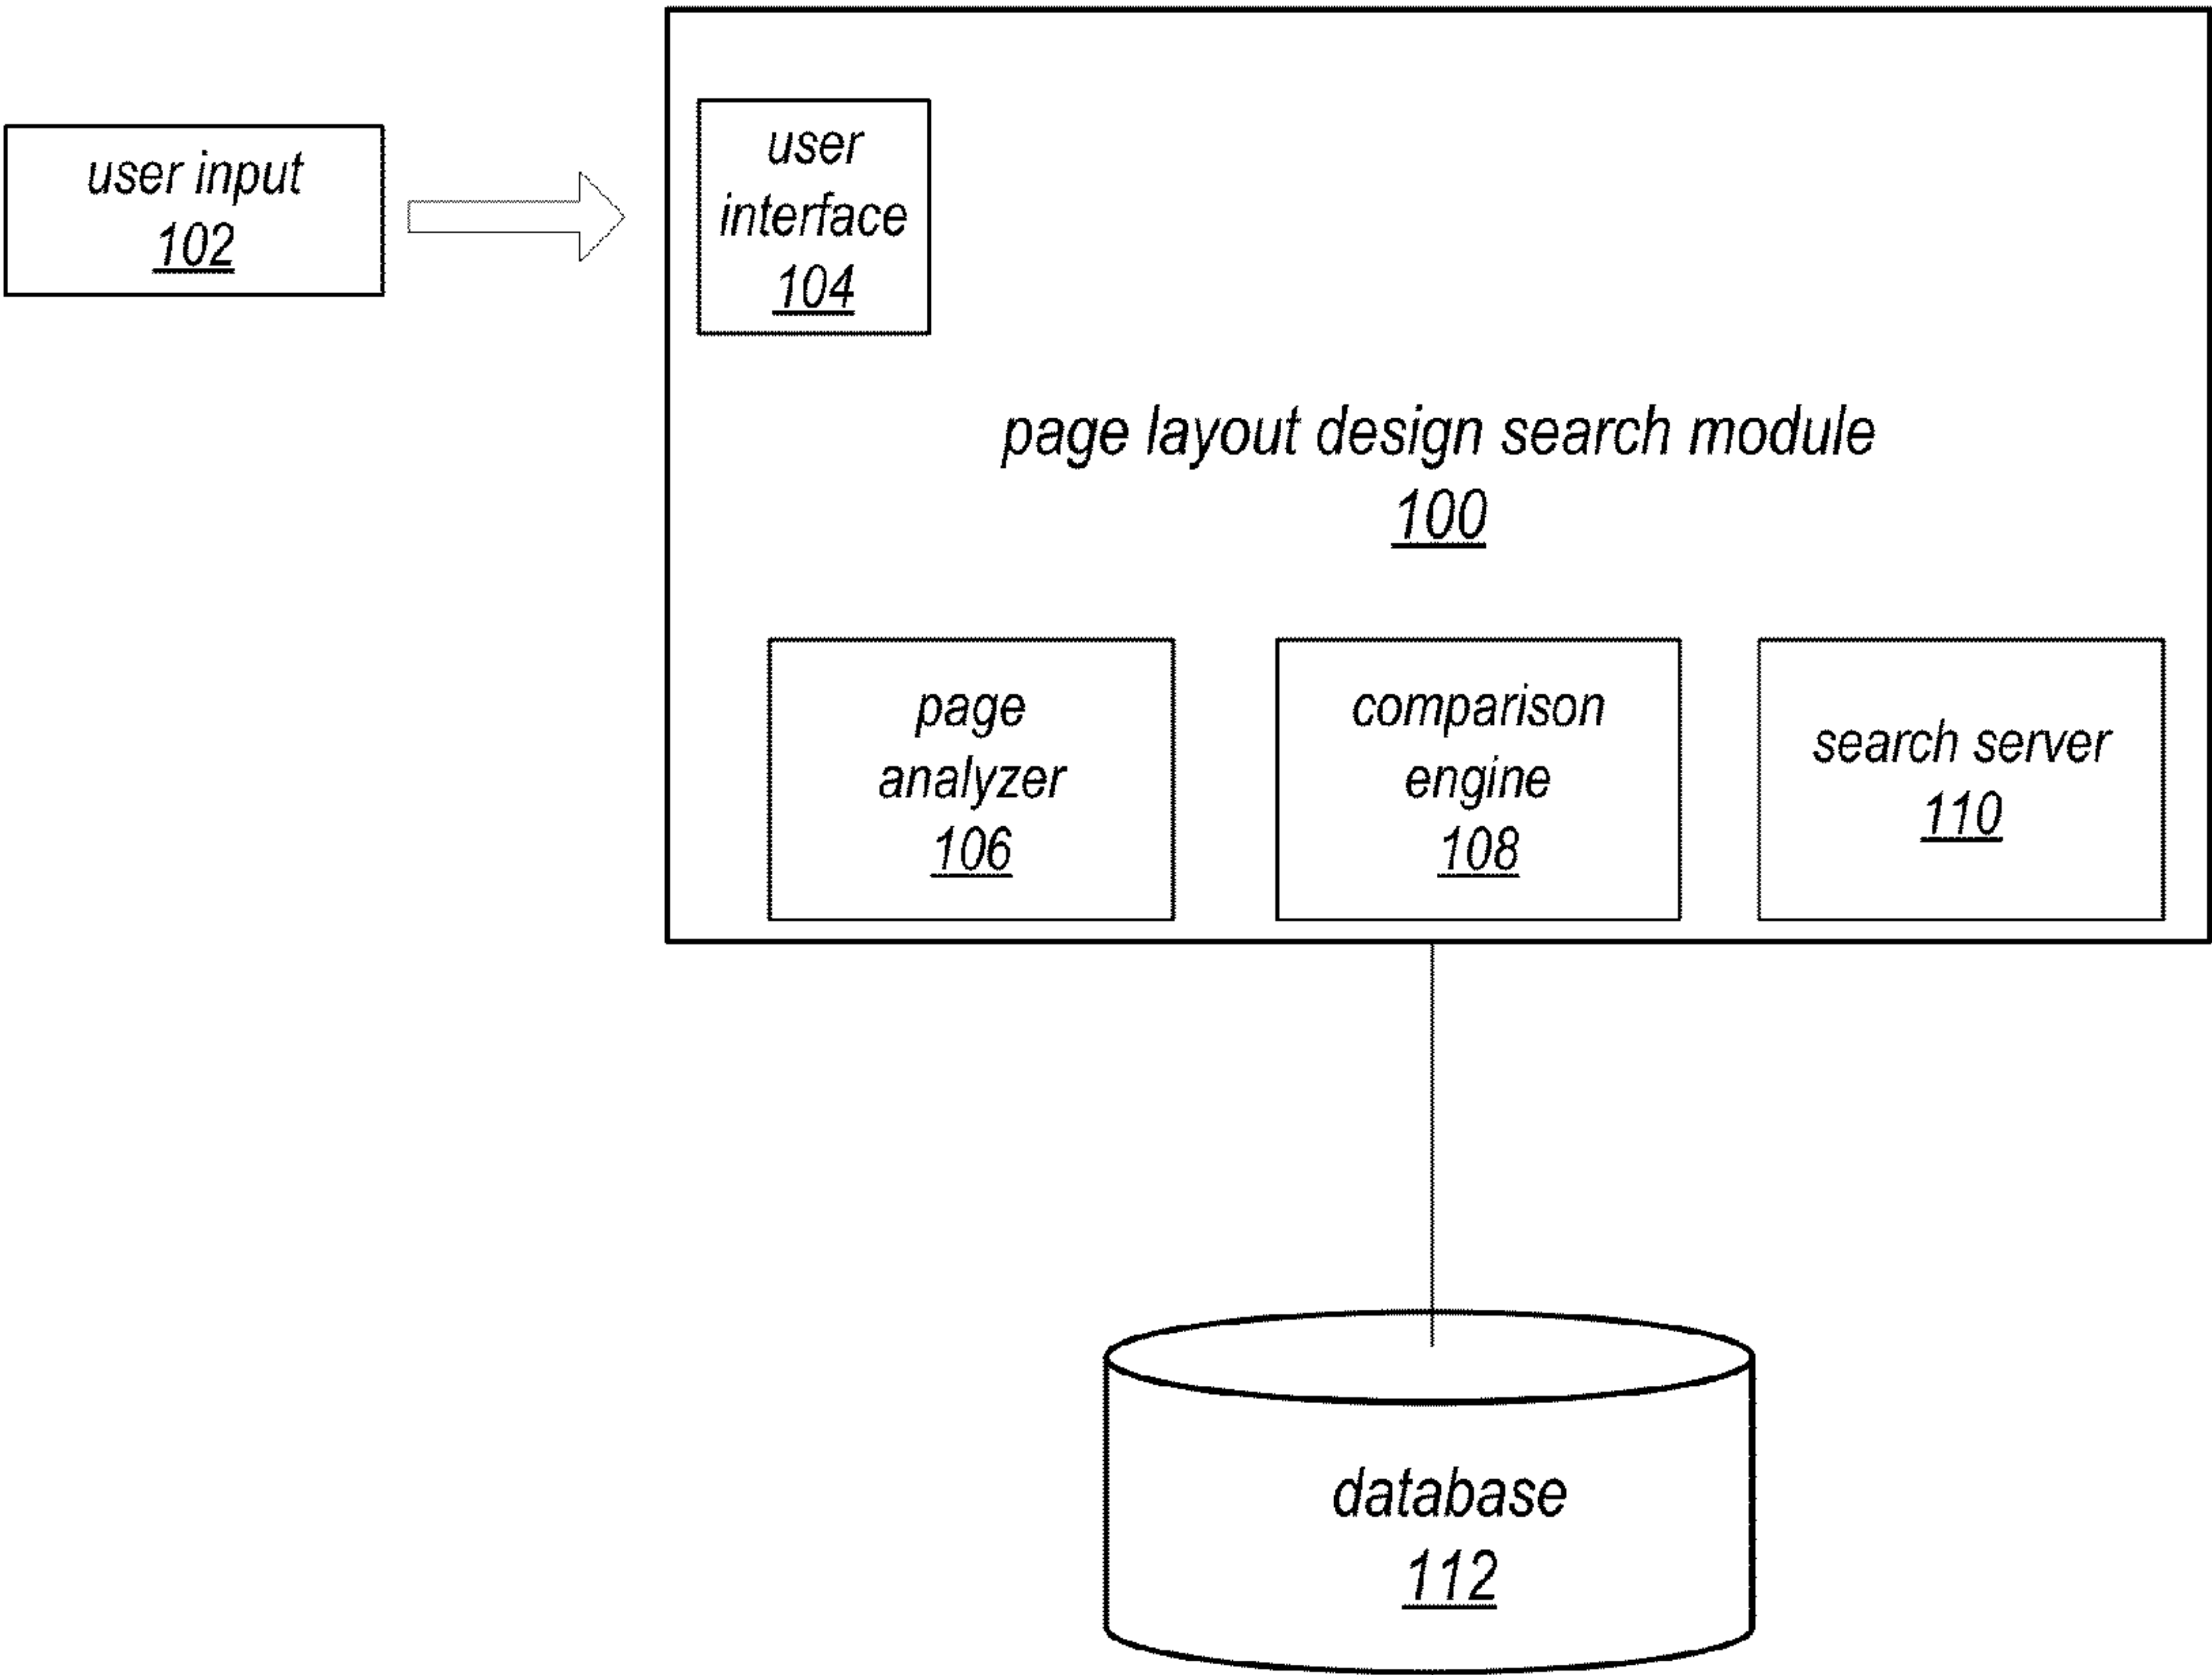 user input
102
user
interface
104
page layout design search module
100
page
analyzer
106
comparison
engine
108
search server
110
database
112